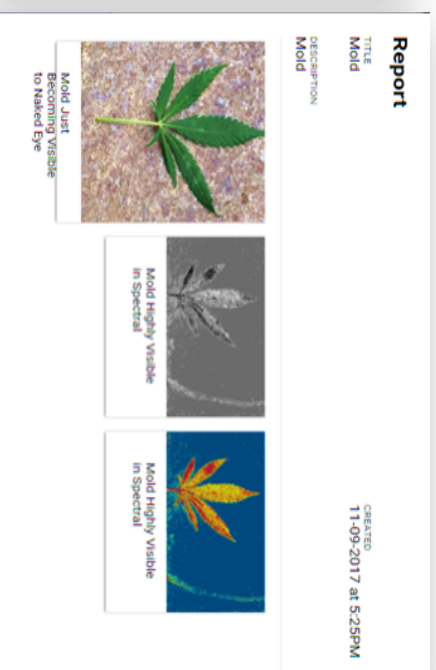 Report
TITLE
Mold
CREATED
11-09-2017 at 5:25PM
DESCRIPTION
Mold
Mold Just
Becoming Visible
to Naked Eye
Mold Highly Visible
in Spectral
Mold Highly Visible
in Spectral